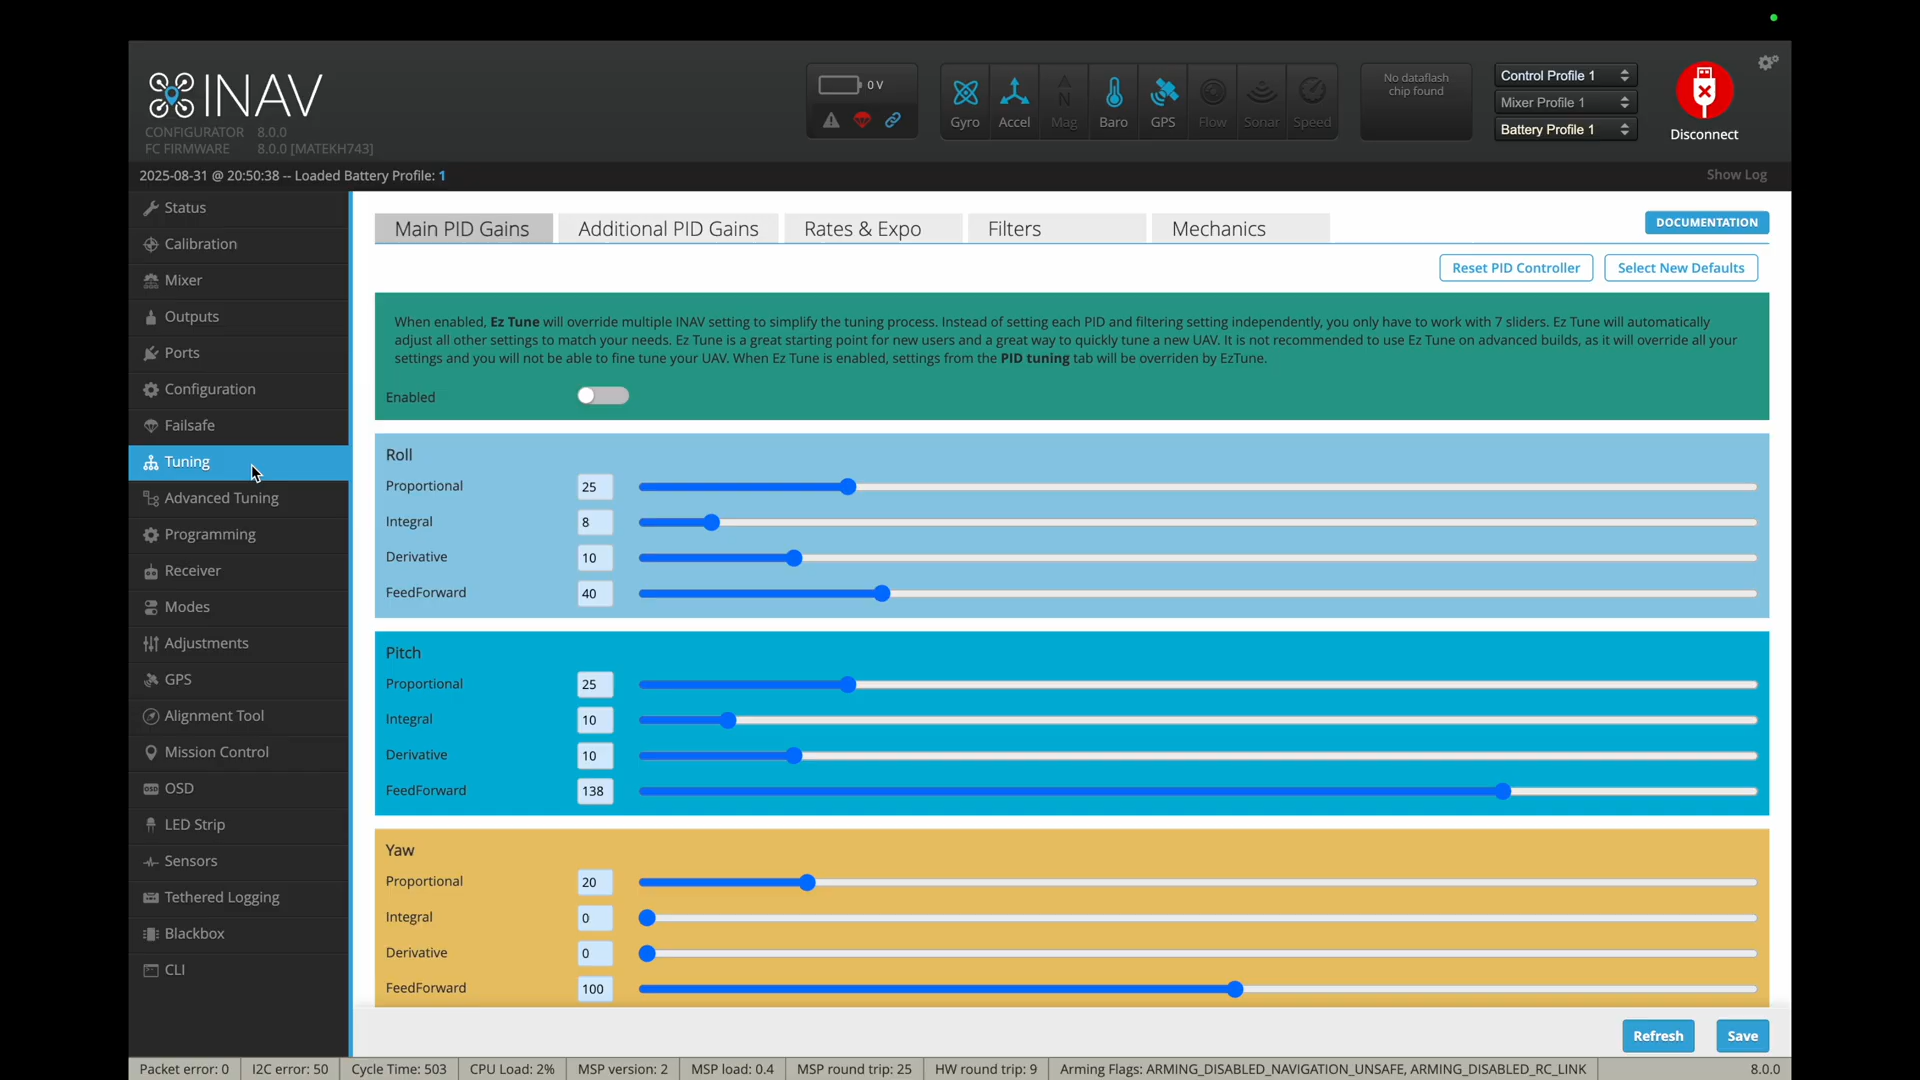 INAV
CONFIGURATOR 8.0.0
FC FIRMWARE 8.0.0 [MATEKH743]
0 V
Gyro
Accel
Mag
Baro
GPS
Flow
Sonar
Speed
No dataflash
chip found
Control Profile 1
Mixer Profile 1
Battery Profile 1
Disconnect
2025-08-31 @ 20:50:38 -- Loaded Battery Profile: 1
Show Log
Status
Calibration
Mixer
Outputs
Ports
Configuration
Failsafe
Tuning
Advanced Tuning
Programming
Receiver
Modes
Adjustments
GPS
Alignment Tool
Mission Control
OSD
LED Strip
Sensors
Tethered Logging
Blackbox
CLI
Main PID Gains
Additional PID Gains
Rates & Expo
Filters
Mechanics
DOCUMENTATION
Reset PID Controller
Select New Defaults
When enabled, Ez Tune will override multiple INAV setting to simplify the tuning process. Instead of setting each PID and filtering setting independently, you only have to work with 7 sliders. Ez Tune will automatically
adjust all other settings to match your needs. Ez Tune is a great starting point for new users and a great way to quickly tune a new UAV. It is not recommended to use Ez Tune on advanced builds, as it will override all your
settings and you will not be able to fine tune your UAV. When Ez Tune is enabled, settings from the PID tuning tab will be overriden by EzTune.
Enabled
Roll
Proportional 25
Integral 8
Derivative 10
FeedForward 40
Pitch
Proportional 25
Integral 10
Derivative 10
FeedForward 138
Yaw
Proportional 20
Integral 0
Derivative 0
FeedForward 100
Refresh
Save
Packet error: 0
I2C error: 50
Cycle Time: 503
CPU Load: 2%
MSP version: 2
MSP load: 0.4
MSP round trip: 25
HW round trip: 9
Arming Flags: ARMING_DISABLED_NAVIGATION_UNSAFE, ARMING_DISABLED_RC_LINK
8.0.0